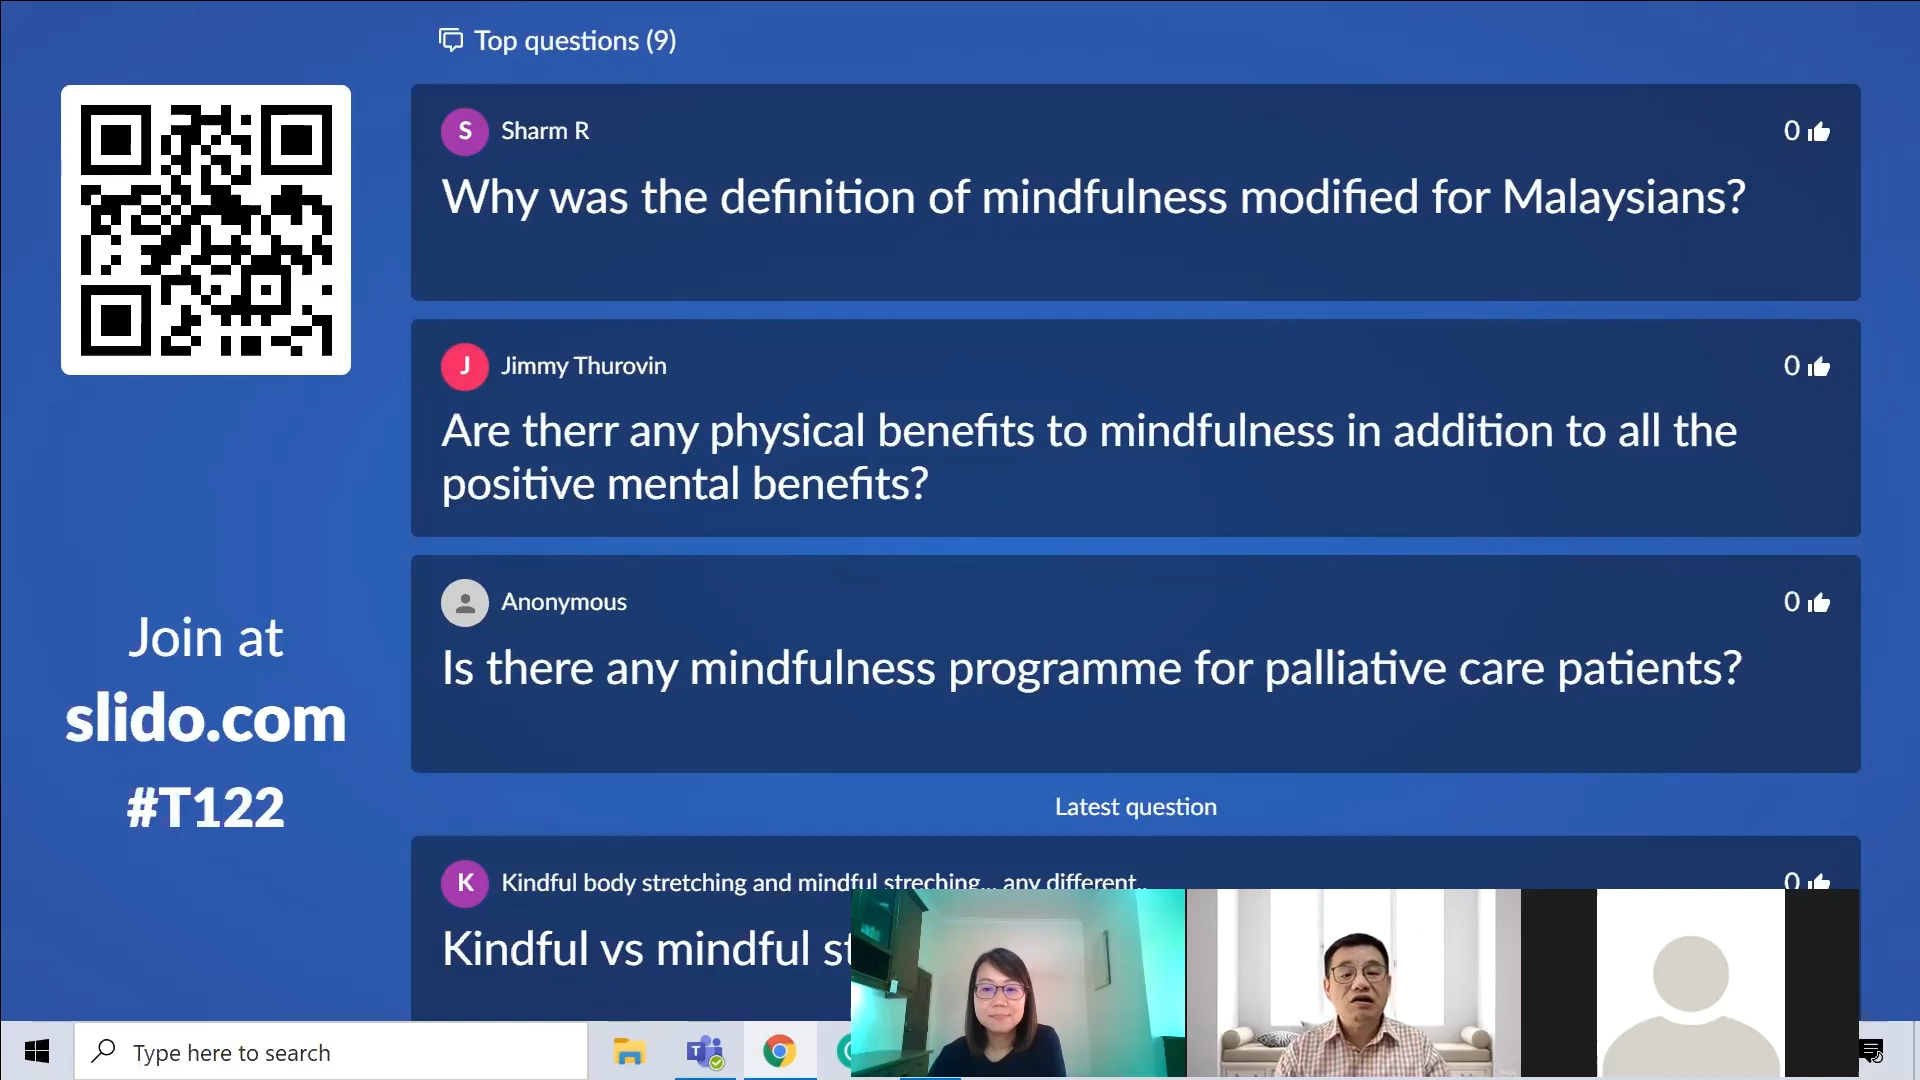 Top questions (9)
S Sharm R 0
Why was the definition of mindfulness modified for Malaysians?
J Jimmy Thurovin 0
Are therr any physical benefits to mindfulness in addition to all the
positive mental benefits?
Anonymous 0
Is there any mindfulness programme for palliative care patients?
Latest question
K Kindful body stretching and mindful streching... any different.. 0
Kindful vs mindful
Join at
slido.com
#T122
Type here to search